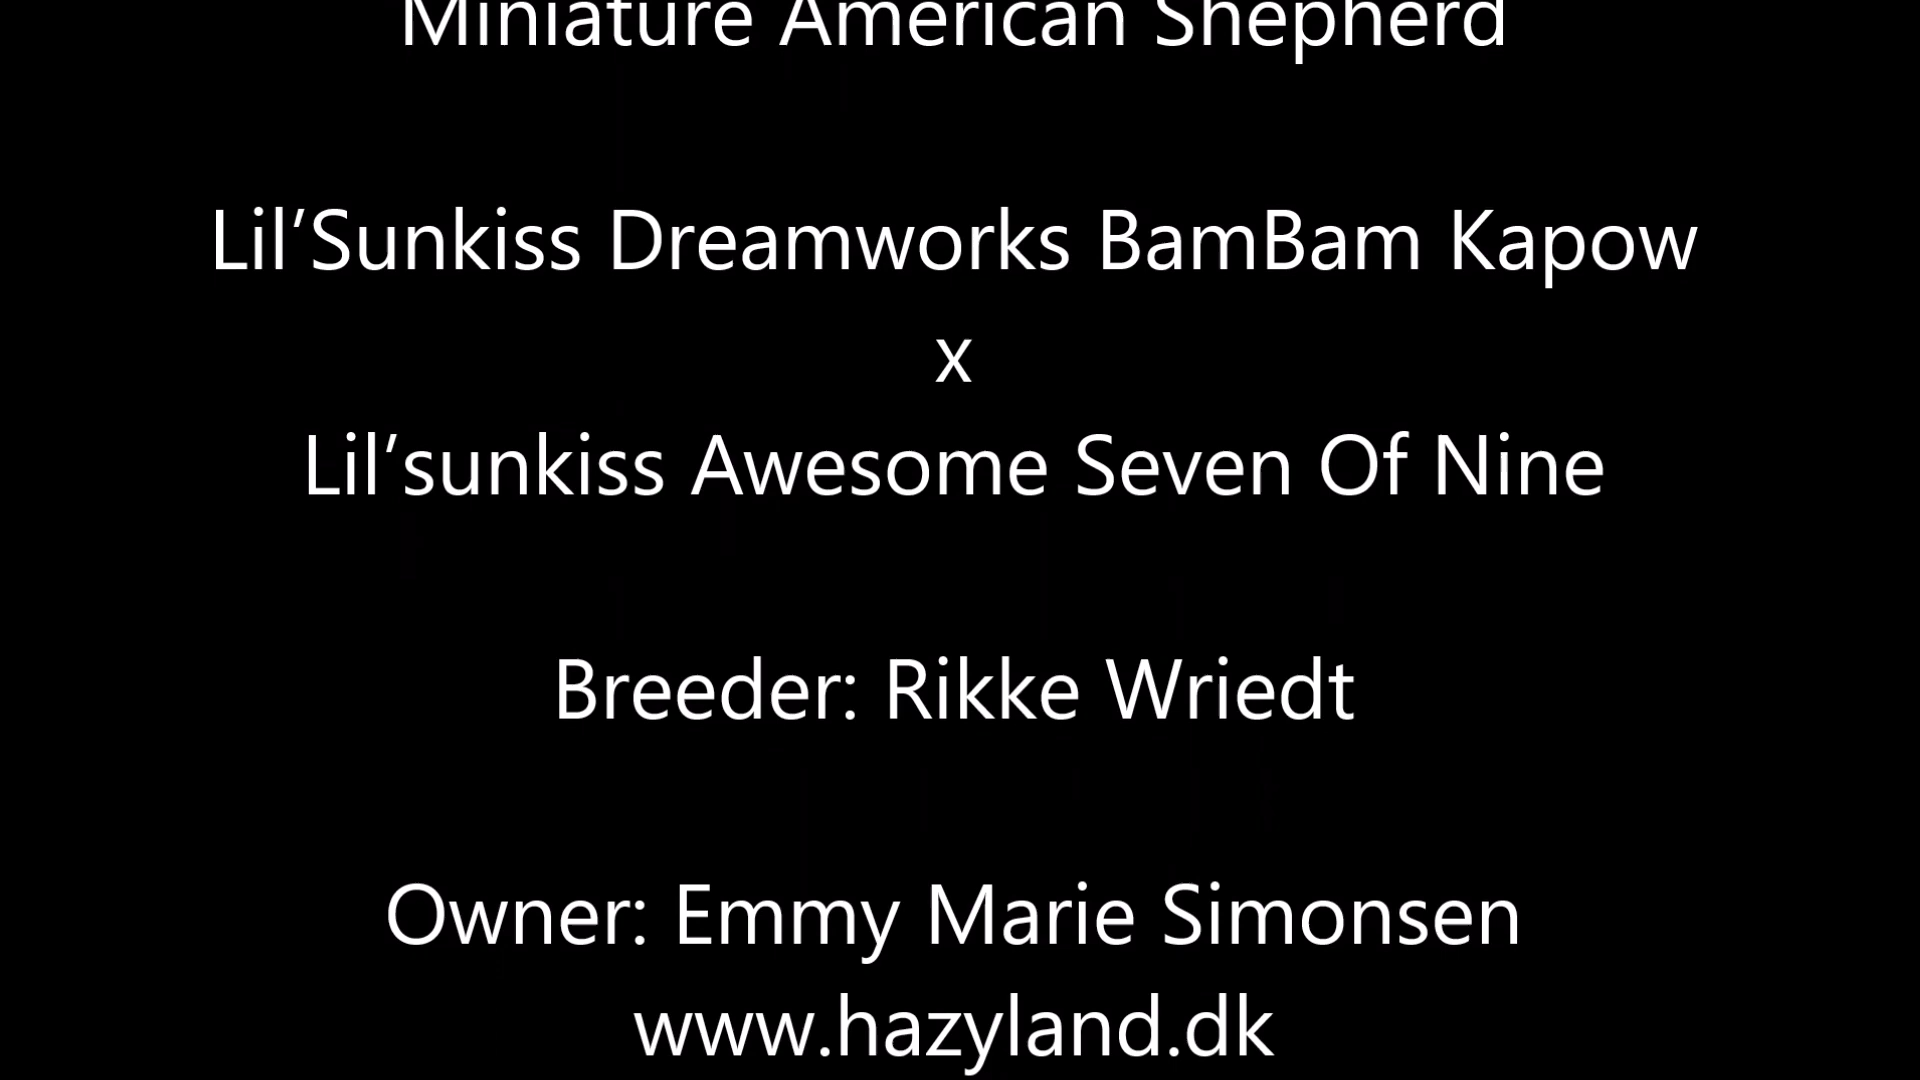 Miniature American Shepherd
Lil’Sunkiss Dreamworks BamBam Kapow
x
Lil’sunkiss Awesome Seven Of Nine
Breeder: Rikke Wriedt
Owner: Emmy Marie Simonsen
www.hazyland.dk